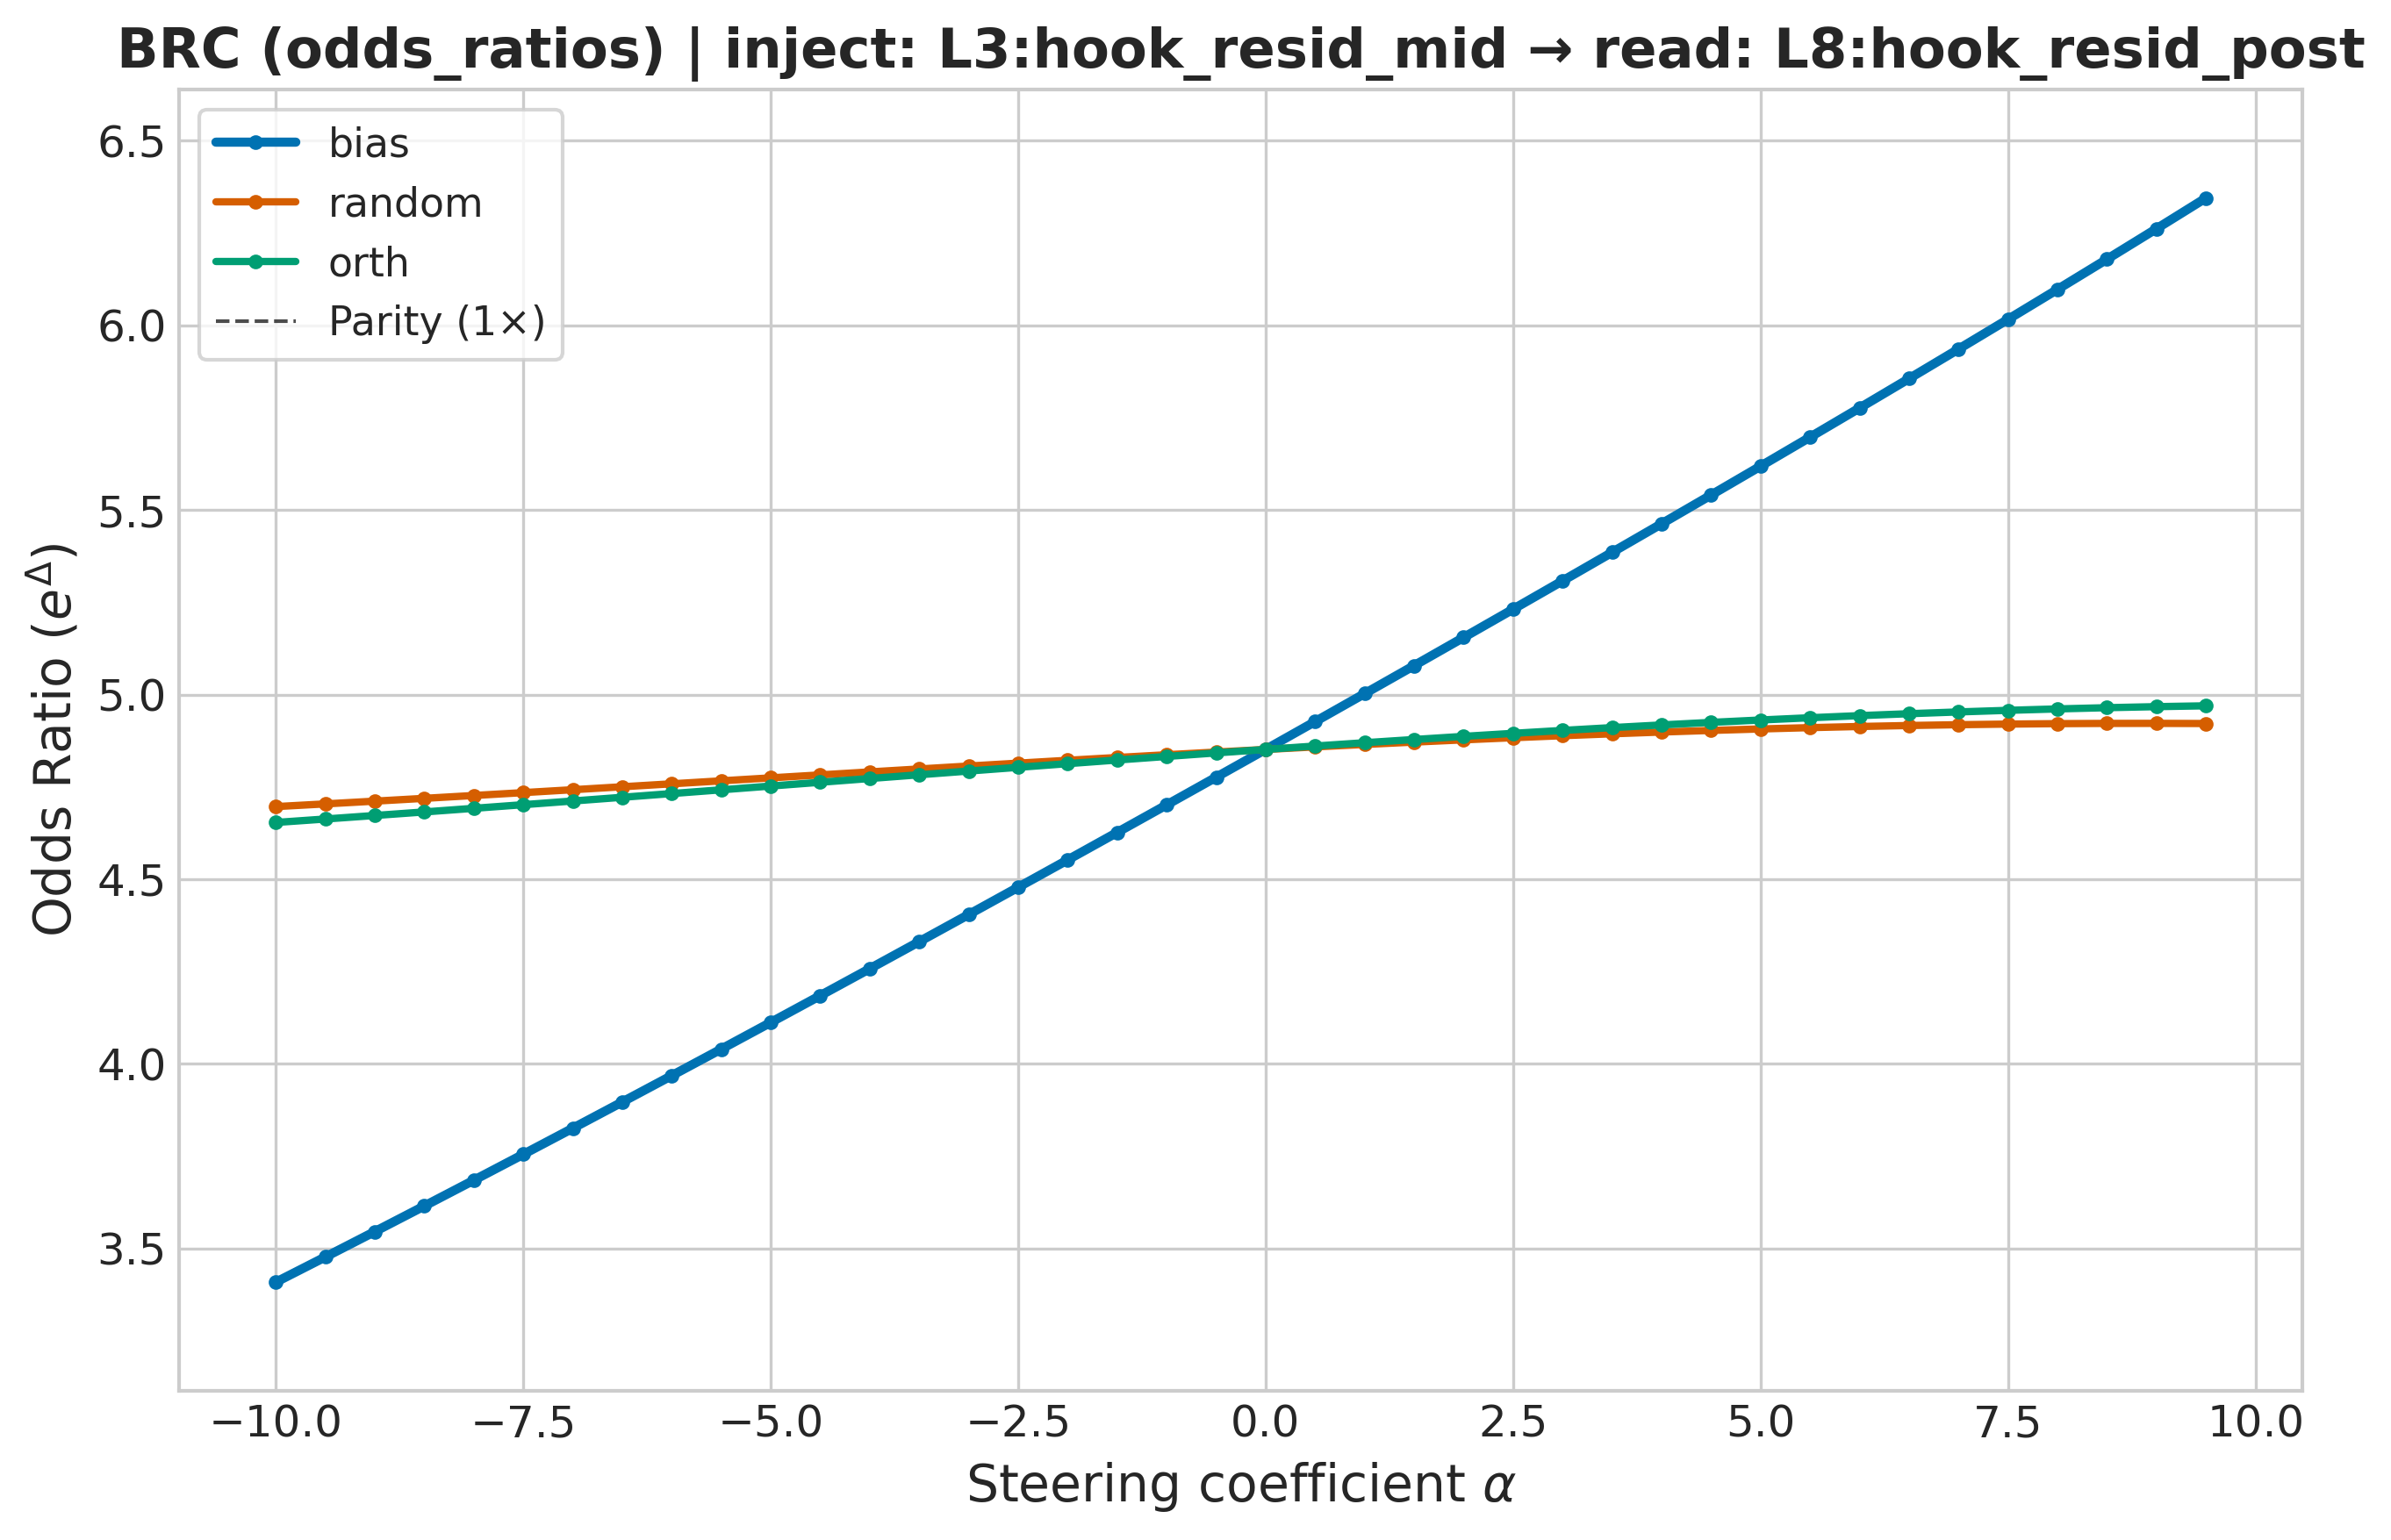 BRC (odds_ratios) | inject: L3:hook_resid_mid → read: L8:hook_resid_post
bias
random
orth
Parity (1×)
6.5
6.0
5.5
5.0
4.5
4.0
3.5
Odds Ratio (e^Δ)
−10.0 −7.5 −5.0 −2.5 0.0 2.5 5.0 7.5 10.0
Steering coefficient α